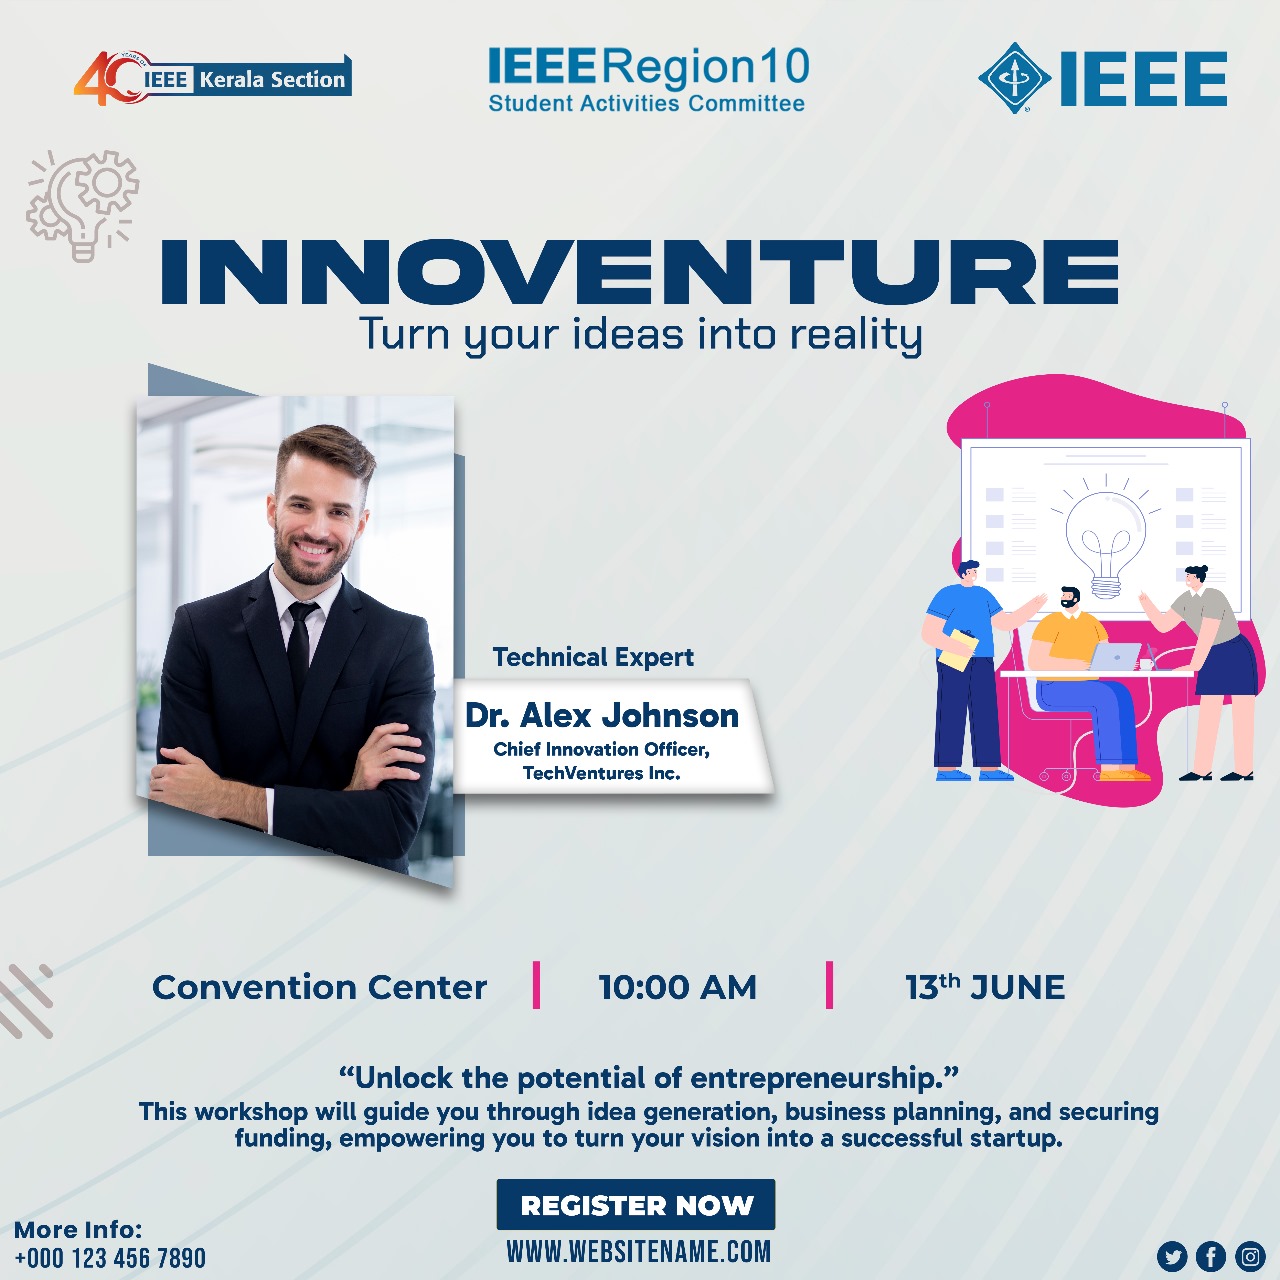 40 YEARS OF IEEE Kerala Section
IEEE Region 10
Student Activities Committee
IEEE
INNOVENTURE
Turn your ideas into reality
Technical Expert
Dr. Alex Johnson
Chief Innovation Officer,
TechVentures Inc.
Convention Center
10:00 AM
13th JUNE
“Unlock the potential of entrepreneurship.”
This workshop will guide you through idea generation, business planning, and securing
funding, empowering you to turn your vision into a successful startup.
REGISTER NOW
WWW.WEBSITENAME.COM
More Info:
+000 123 456 7890